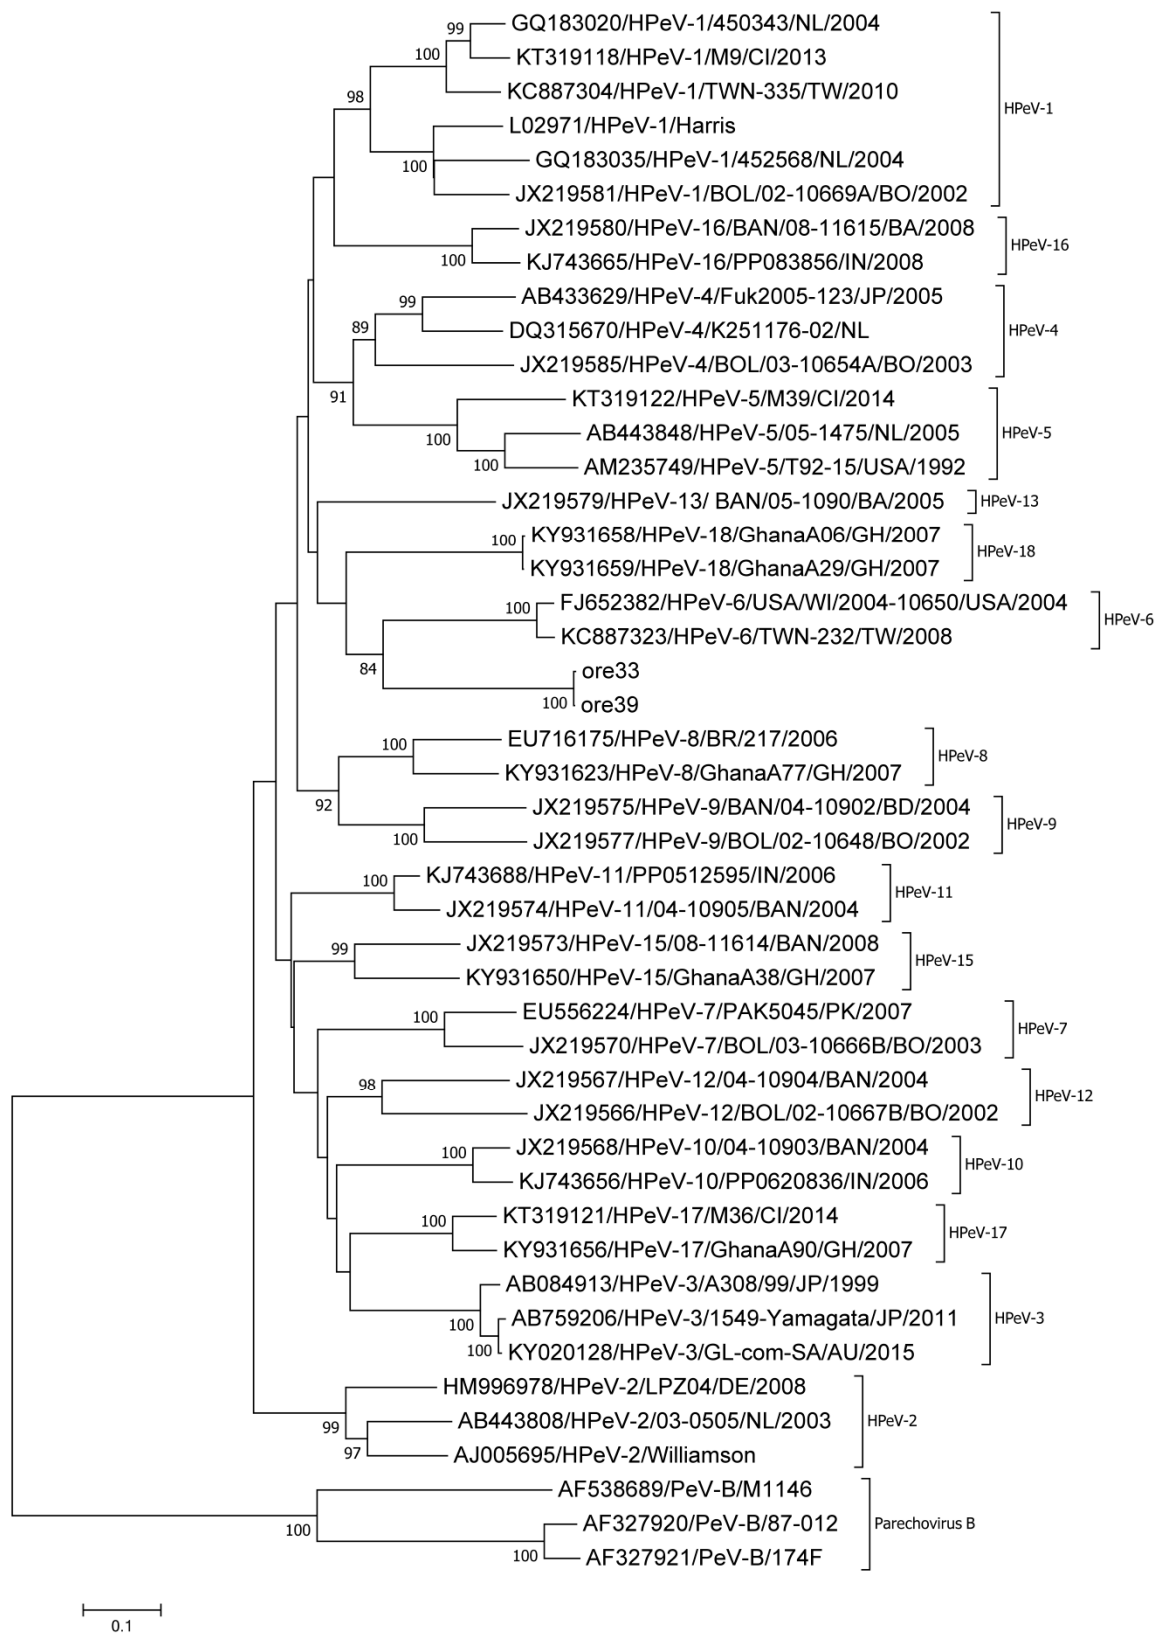 99
GQ183020/HPeV-1/450343/NL/2004
100
KT319118/HPeV-1/M9/CI/2013
KC887304/HPeV-1/TWN-335/TW/2010
98
HPeV-1
L02971/HPeV-1/Harris
100
GQ183035/HPeV-1/452568/NL/2004
JX219581/HPeV-1/BOL/02-10669A/BO/2002
JX219580/HPeV-16/BAN/08-11615/BA/2008
HPeV-16
100
KJ743665/HPeV-16/PP083856/IN/2008
99
AB433629/HPeV-4/Fuk2005-123/JP/2005
89
DQ315670/HPeV-4/K251176-02/NL
HPeV-4
JX219585/HPeV-4/BOL/03-10654A/BO/2003
91
KT319122/HPeV-5/M39/CI/2014
100
AB443848/HPeV-5/05-1475/NL/2005
HPeV-5
100
AM235749/HPeV-5/T92-15/USA/1992
JX219579/HPeV-13/ BAN/05-1090/BA/2005
HPeV-13
100
KY931658/HPeV-18/GhanaA06/GH/2007
HPeV-18
KY931659/HPeV-18/GhanaA29/GH/2007
100
FJ652382/HPeV-6/USA/WI/2004-10650/USA/2004
HPeV-6
KC887323/HPeV-6/TWN-232/TW/2008
84
ore33
100
ore39
100
EU716175/HPeV-8/BR/217/2006
HPeV-8
KY931623/HPeV-8/GhanaA77/GH/2007
92
JX219575/HPeV-9/BAN/04-10902/BD/2004
HPeV-9
100
JX219577/HPeV-9/BOL/02-10648/BO/2002
100
KJ743688/HPeV-11/PP0512595/IN/2006
HPeV-11
JX219574/HPeV-11/04-10905/BAN/2004
99
JX219573/HPeV-15/08-11614/BAN/2008
HPeV-15
KY931650/HPeV-15/GhanaA38/GH/2007
100
EU556224/HPeV-7/PAK5045/PK/2007
HPeV-7
JX219570/HPeV-7/BOL/03-10666B/BO/2003
98
JX219567/HPeV-12/04-10904/BAN/2004
HPeV-12
JX219566/HPeV-12/BOL/02-10667B/BO/2002
100
JX219568/HPeV-10/04-10903/BAN/2004
HPeV-10
KJ743656/HPeV-10/PP0620836/IN/2006
100
KT319121/HPeV-17/M36/CI/2014
HPeV-17
KY931656/HPeV-17/GhanaA90/GH/2007
AB084913/HPeV-3/A308/99/JP/1999
100
AB759206/HPeV-3/1549-Yamagata/JP/2011
HPeV-3
100
KY020128/HPeV-3/GL-com-SA/AU/2015
HM996978/HPeV-2/LPZ04/DE/2008
99
AB443808/HPeV-2/03-0505/NL/2003
HPeV-2
97
AJ005695/HPeV-2/Williamson
AF538689/PeV-B/M1146
100
AF327920/PeV-B/87-012
Parechovirus B
100
AF327921/PeV-B/174F
0.1